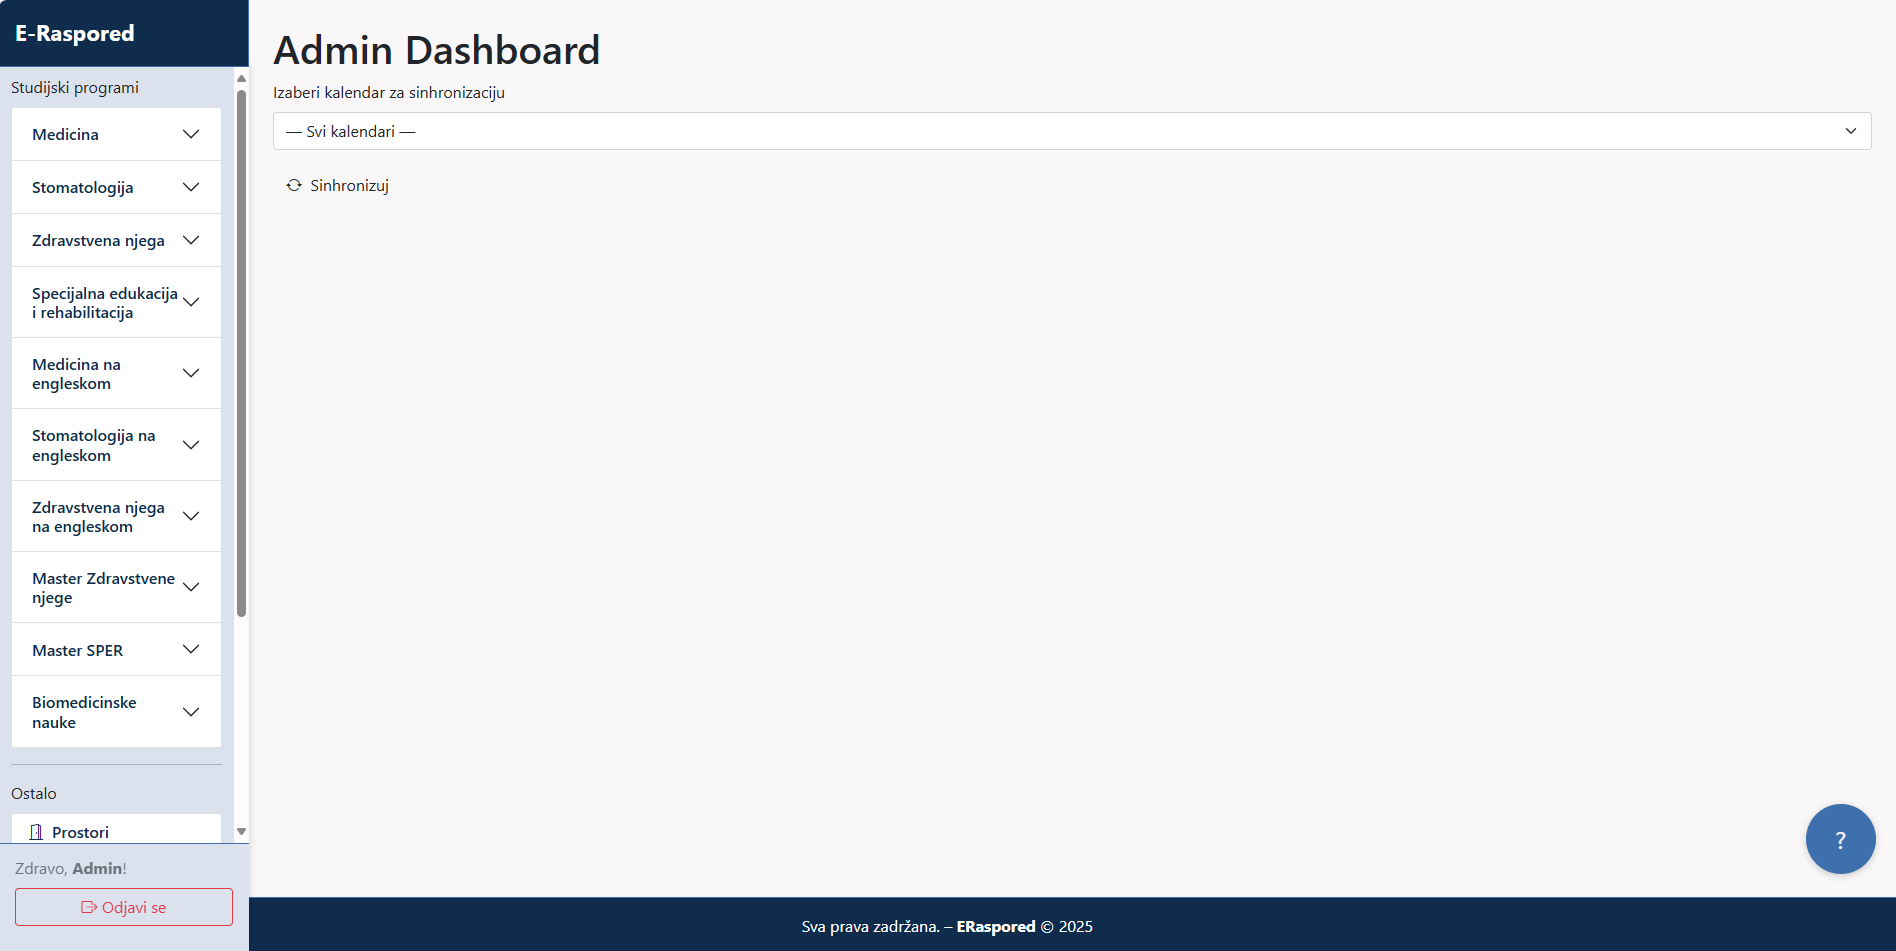 E-Raspored
Studijski programi
Medicina
Stomatologija
Zdravstvena njega
Specijalna edukacija
i rehabilitacija
Medicina na
engleskom
Stomatologija na
engleskom
Zdravstvena njega
na engleskom
Master Zdravstvene
njege
Master SPER
Biomedicinske
nauke
Ostalo
Prostori
Zdravo, Admin!
Odjavi se
Admin Dashboard
Izaberi kalendar za sinhronizaciju
— Svi kalendari —
Sinhronizuj
?
Sva prava zadržana. – ERaspored © 2025